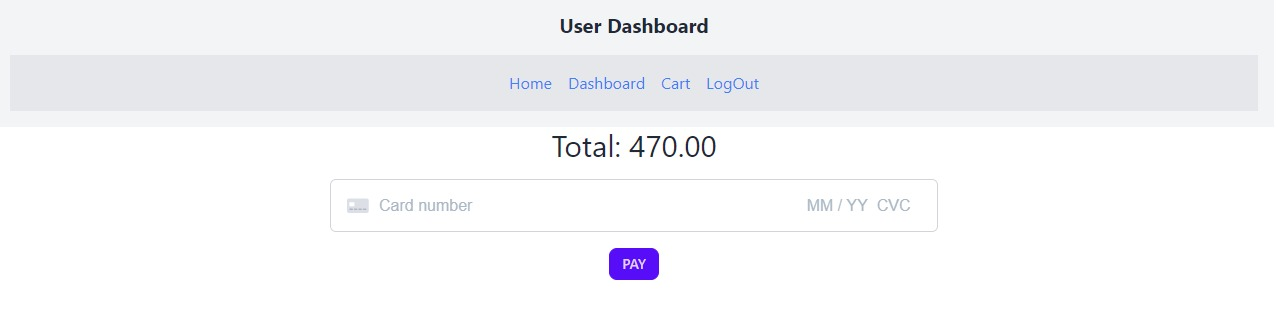 User Dashboard
Home Dashboard Cart LogOut
Total: 470.00
Card number MM / YY CVC
PAY